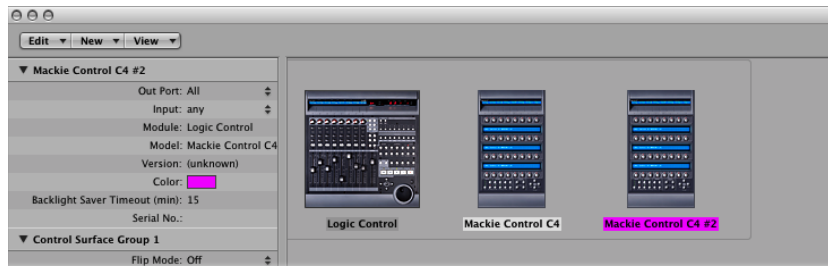 Edit New View
Mackie Control C4 #2
Out Port: All
Input: any
Module: Logic Control
Model: Mackie Control C4
Version: (unknown)
Color:
Backlight Saver Timeout (min): 15
Serial No.:
Control Surface Group 1
Flip Mode: Off
Logic Control
Mackie Control C4
Mackie Control C4 #2